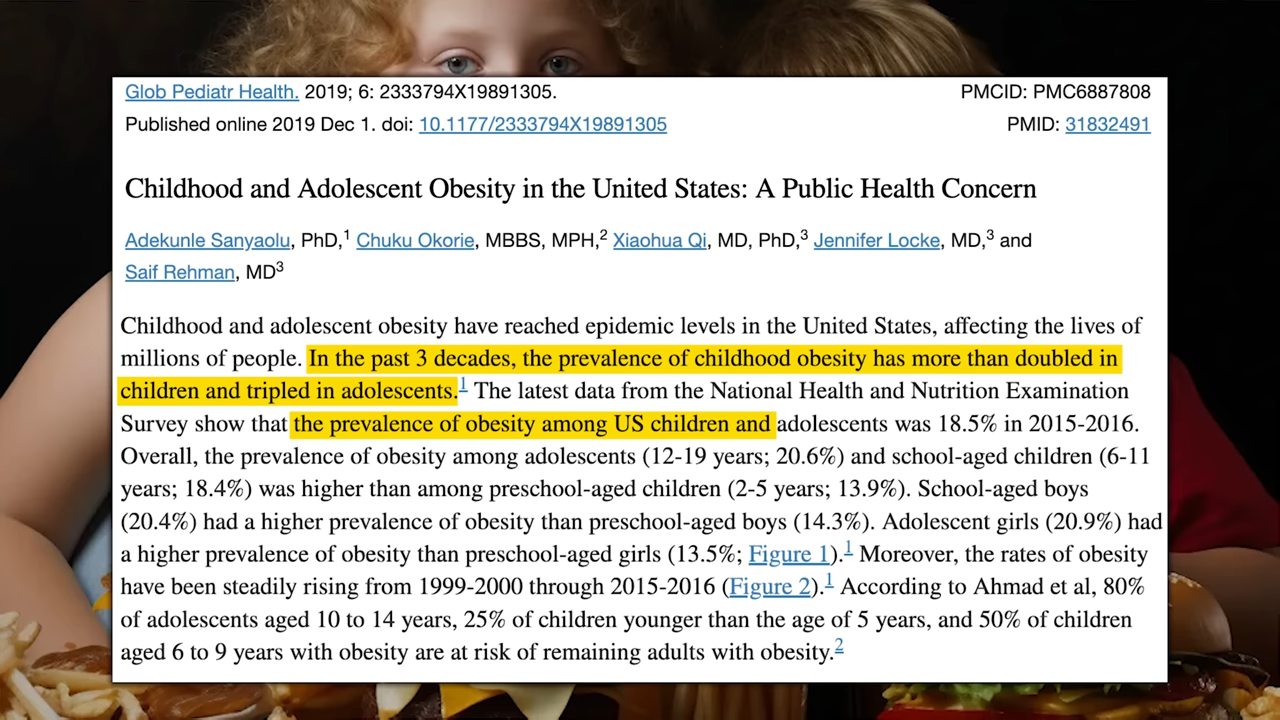 Glob Pediatr Health. 2019; 6: 2333794X19891305. PMCID: PMC6887808
Published online 2019 Dec 1. doi: 10.1177/2333794X19891305 PMID: 31832491
Childhood and Adolescent Obesity in the United States: A Public Health Concern
Adekunle Sanyaolu, PhD,1 Chuku Okorie, MBBS, MPH,2 Xiaohua Qi, MD, PhD,3 Jennifer Locke, MD,3 and
Saif Rehman, MD3
Childhood and adolescent obesity have reached epidemic levels in the United States, affecting the lives of
millions of people. In the past 3 decades, the prevalence of childhood obesity has more than doubled in
children and tripled in adolescents.1 The latest data from the National Health and Nutrition Examination
Survey show that the prevalence of obesity among US children and adolescents was 18.5% in 2015-2016.
Overall, the prevalence of obesity among adolescents (12-19 years; 20.6%) and school-aged children (6-11
years; 18.4%) was higher than among preschool-aged children (2-5 years; 13.9%). School-aged boys
(20.4%) had a higher prevalence of obesity than preschool-aged boys (14.3%). Adolescent girls (20.9%) had
a higher prevalence of obesity than preschool-aged girls (13.5%; Figure 1).1 Moreover, the rates of obesity
have been steadily rising from 1999-2000 through 2015-2016 (Figure 2).1 According to Ahmad et al, 80%
of adolescents aged 10 to 14 years, 25% of children younger than the age of 5 years, and 50% of children
aged 6 to 9 years with obesity are at risk of remaining adults with obesity.2